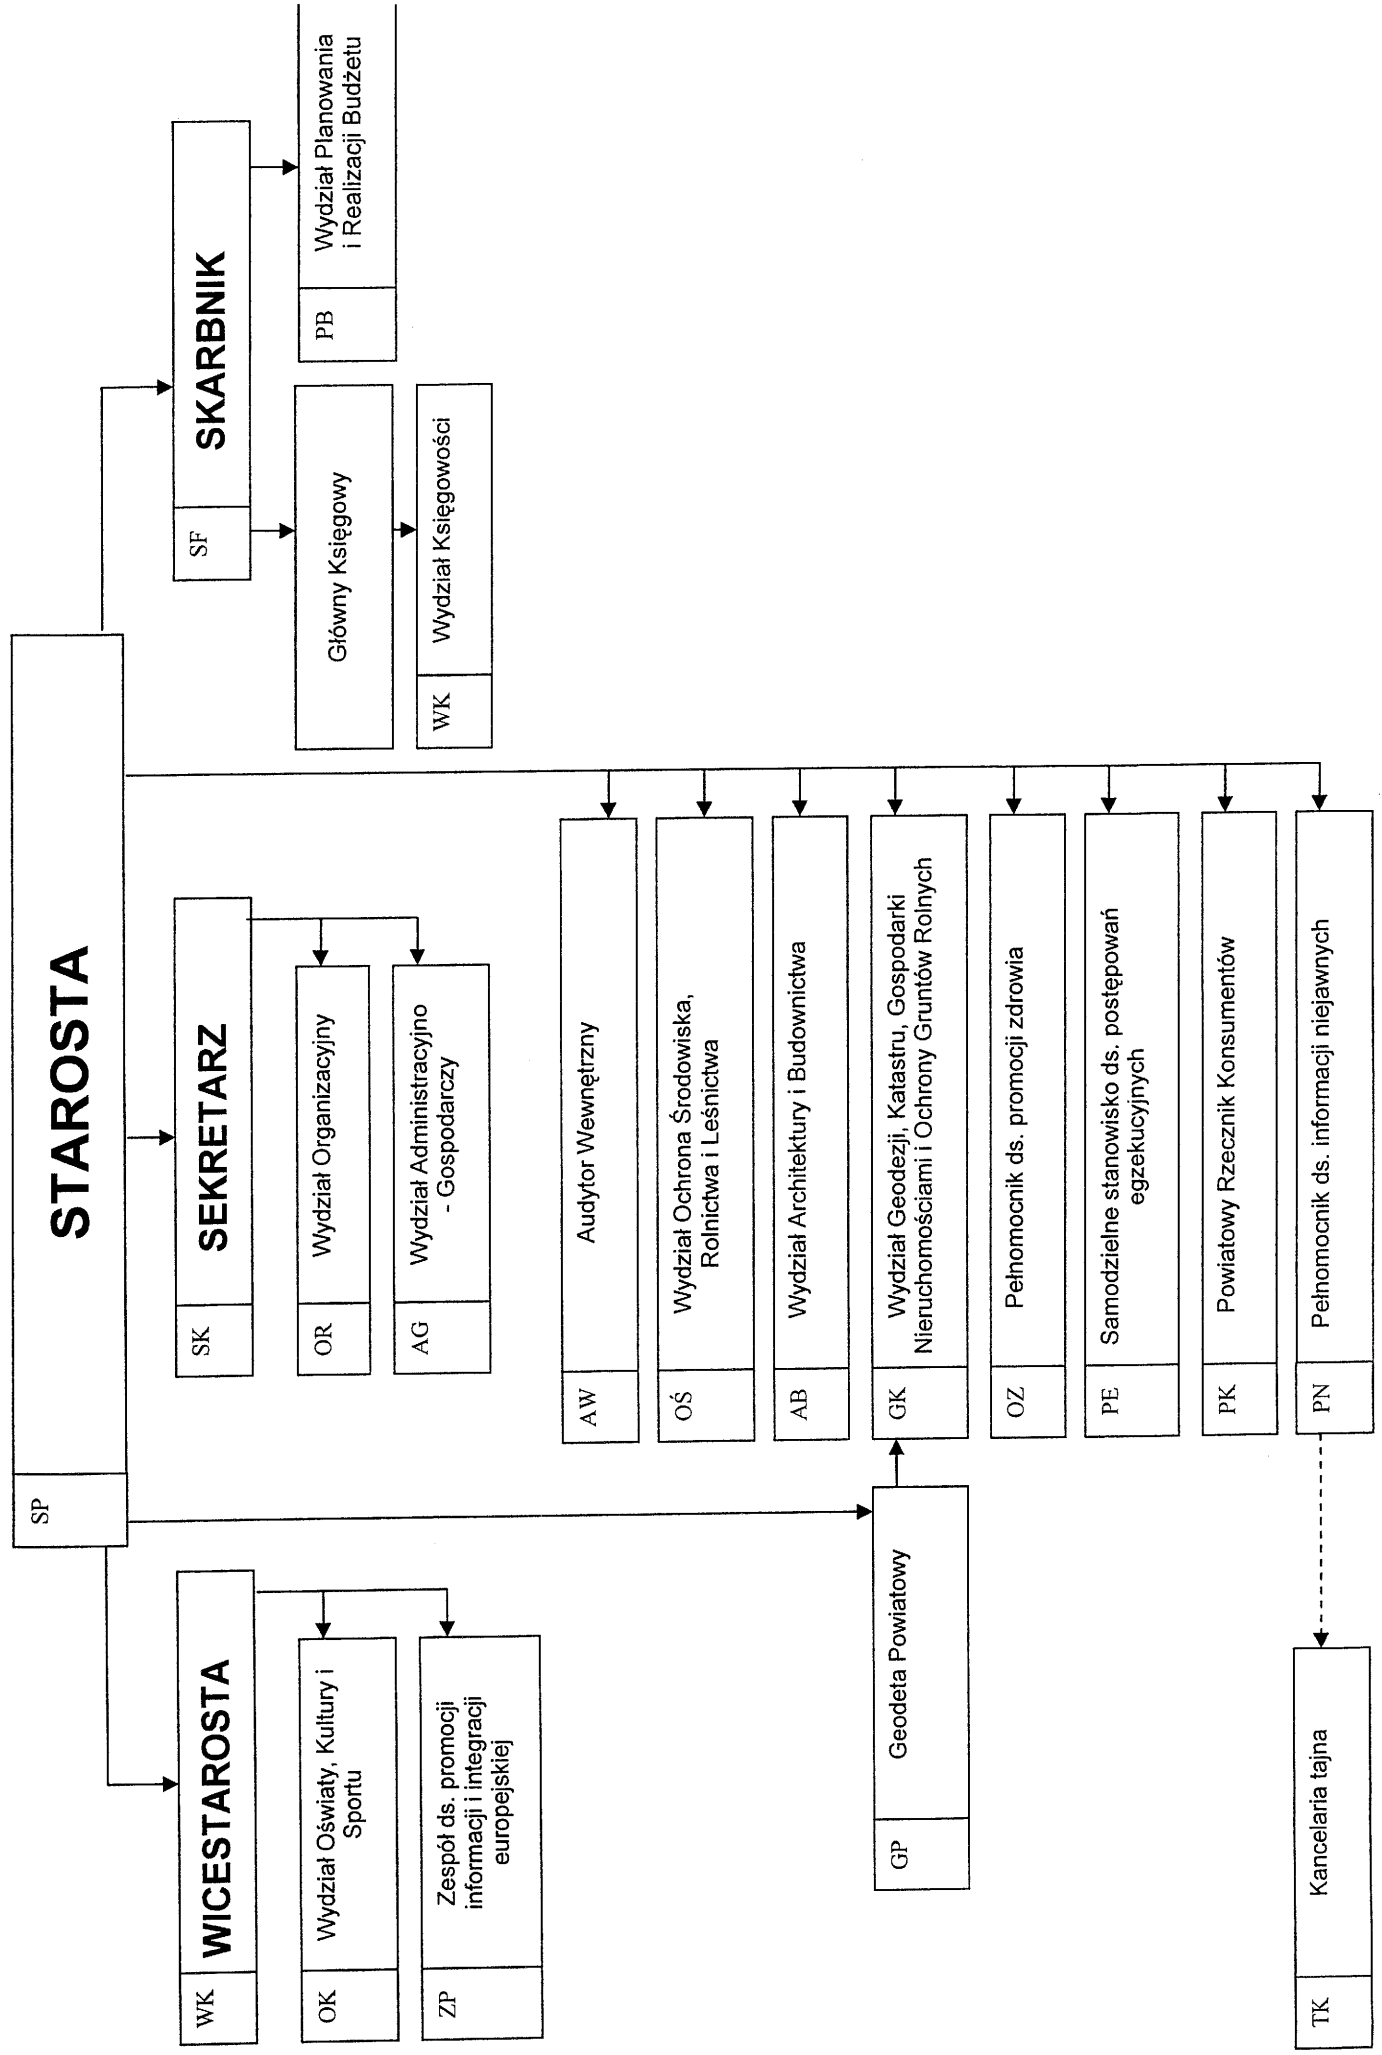 SP
STAROSTA
WK
WICESTAROSTA
OK
Wydział Oświaty, Kultury i
Sportu
ZP
Zespół ds. promocji
informacji i integracji
europejskiej
SK
SEKRETARZ
OR
Wydział Organizacyjny
AG
Wydział Administracyjno
- Gospodarczy
SF
SKARBNIK
Główny Księgowy
WK
Wydział Księgowości
PB
Wydział Planowania
i Realizacji Budżetu
AW
Audytor Wewnętrzny
OŚ
Wydział Ochrona Środowiska,
Rolnictwa i Leśnictwa
AB
Wydział Architektury i Budownictwa
GP
Geodeta Powiatowy
GK
Wydział Geodezji, Katastru, Gospodarki
Nieruchomościami i Ochrony Gruntów Rolnych
OZ
Pełnomocnik ds. promocji zdrowia
PE
Samodzielne stanowisko ds. postępowań
egzekucyjnych
PK
Powiatowy Rzecznik Konsumentów
PN
Pełnomocnik ds. informacji niejawnych
TK
Kancelaria tajna